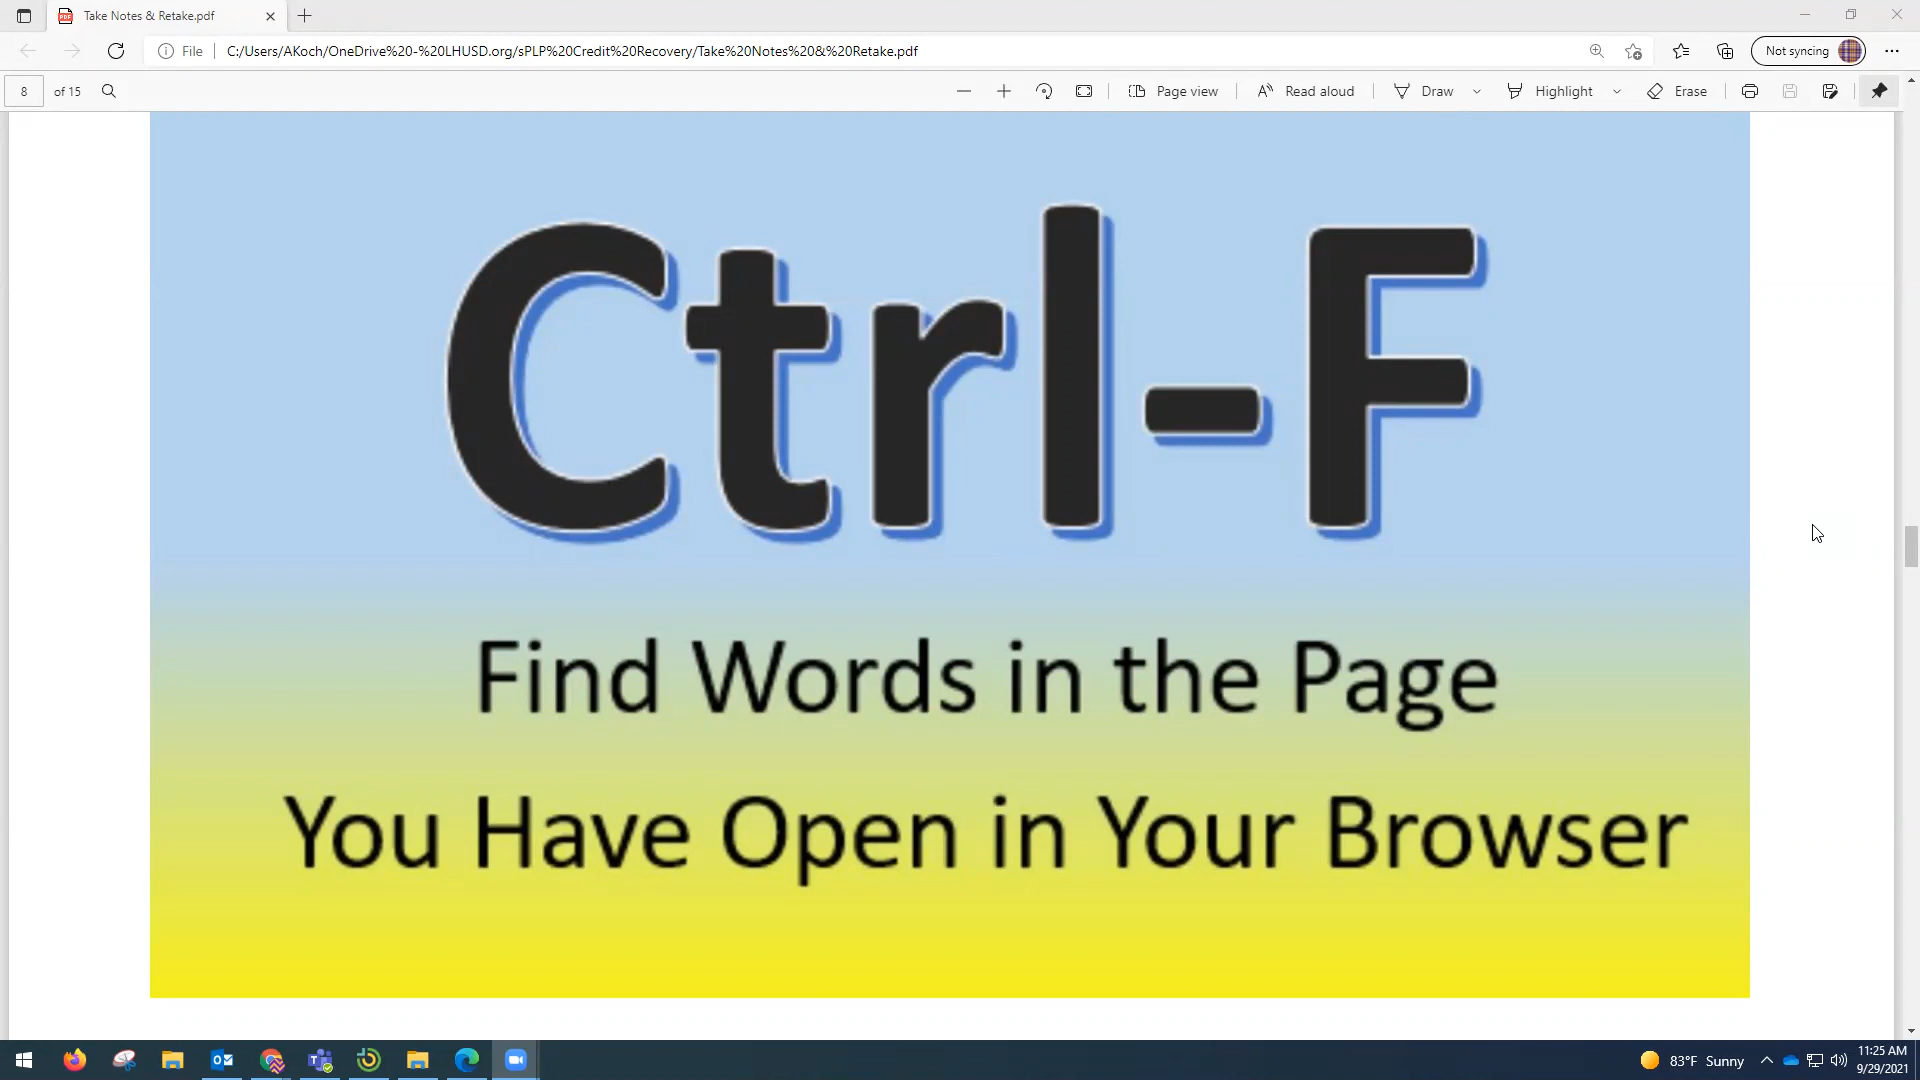 Take Notes & Retake.pdf
File
C:/Users/AKoch/OneDrive%20-%20LHUSD.org/sPLP%20Credit%20Recovery/Take%20Notes%20&%20Retake.pdf
Not syncing
8 of 15
Page view
Read aloud
Draw
Highlight
Erase
Ctrl-F
Find Words in the Page
You Have Open in Your Browser
83°F Sunny
11:25 AM
9/29/2021